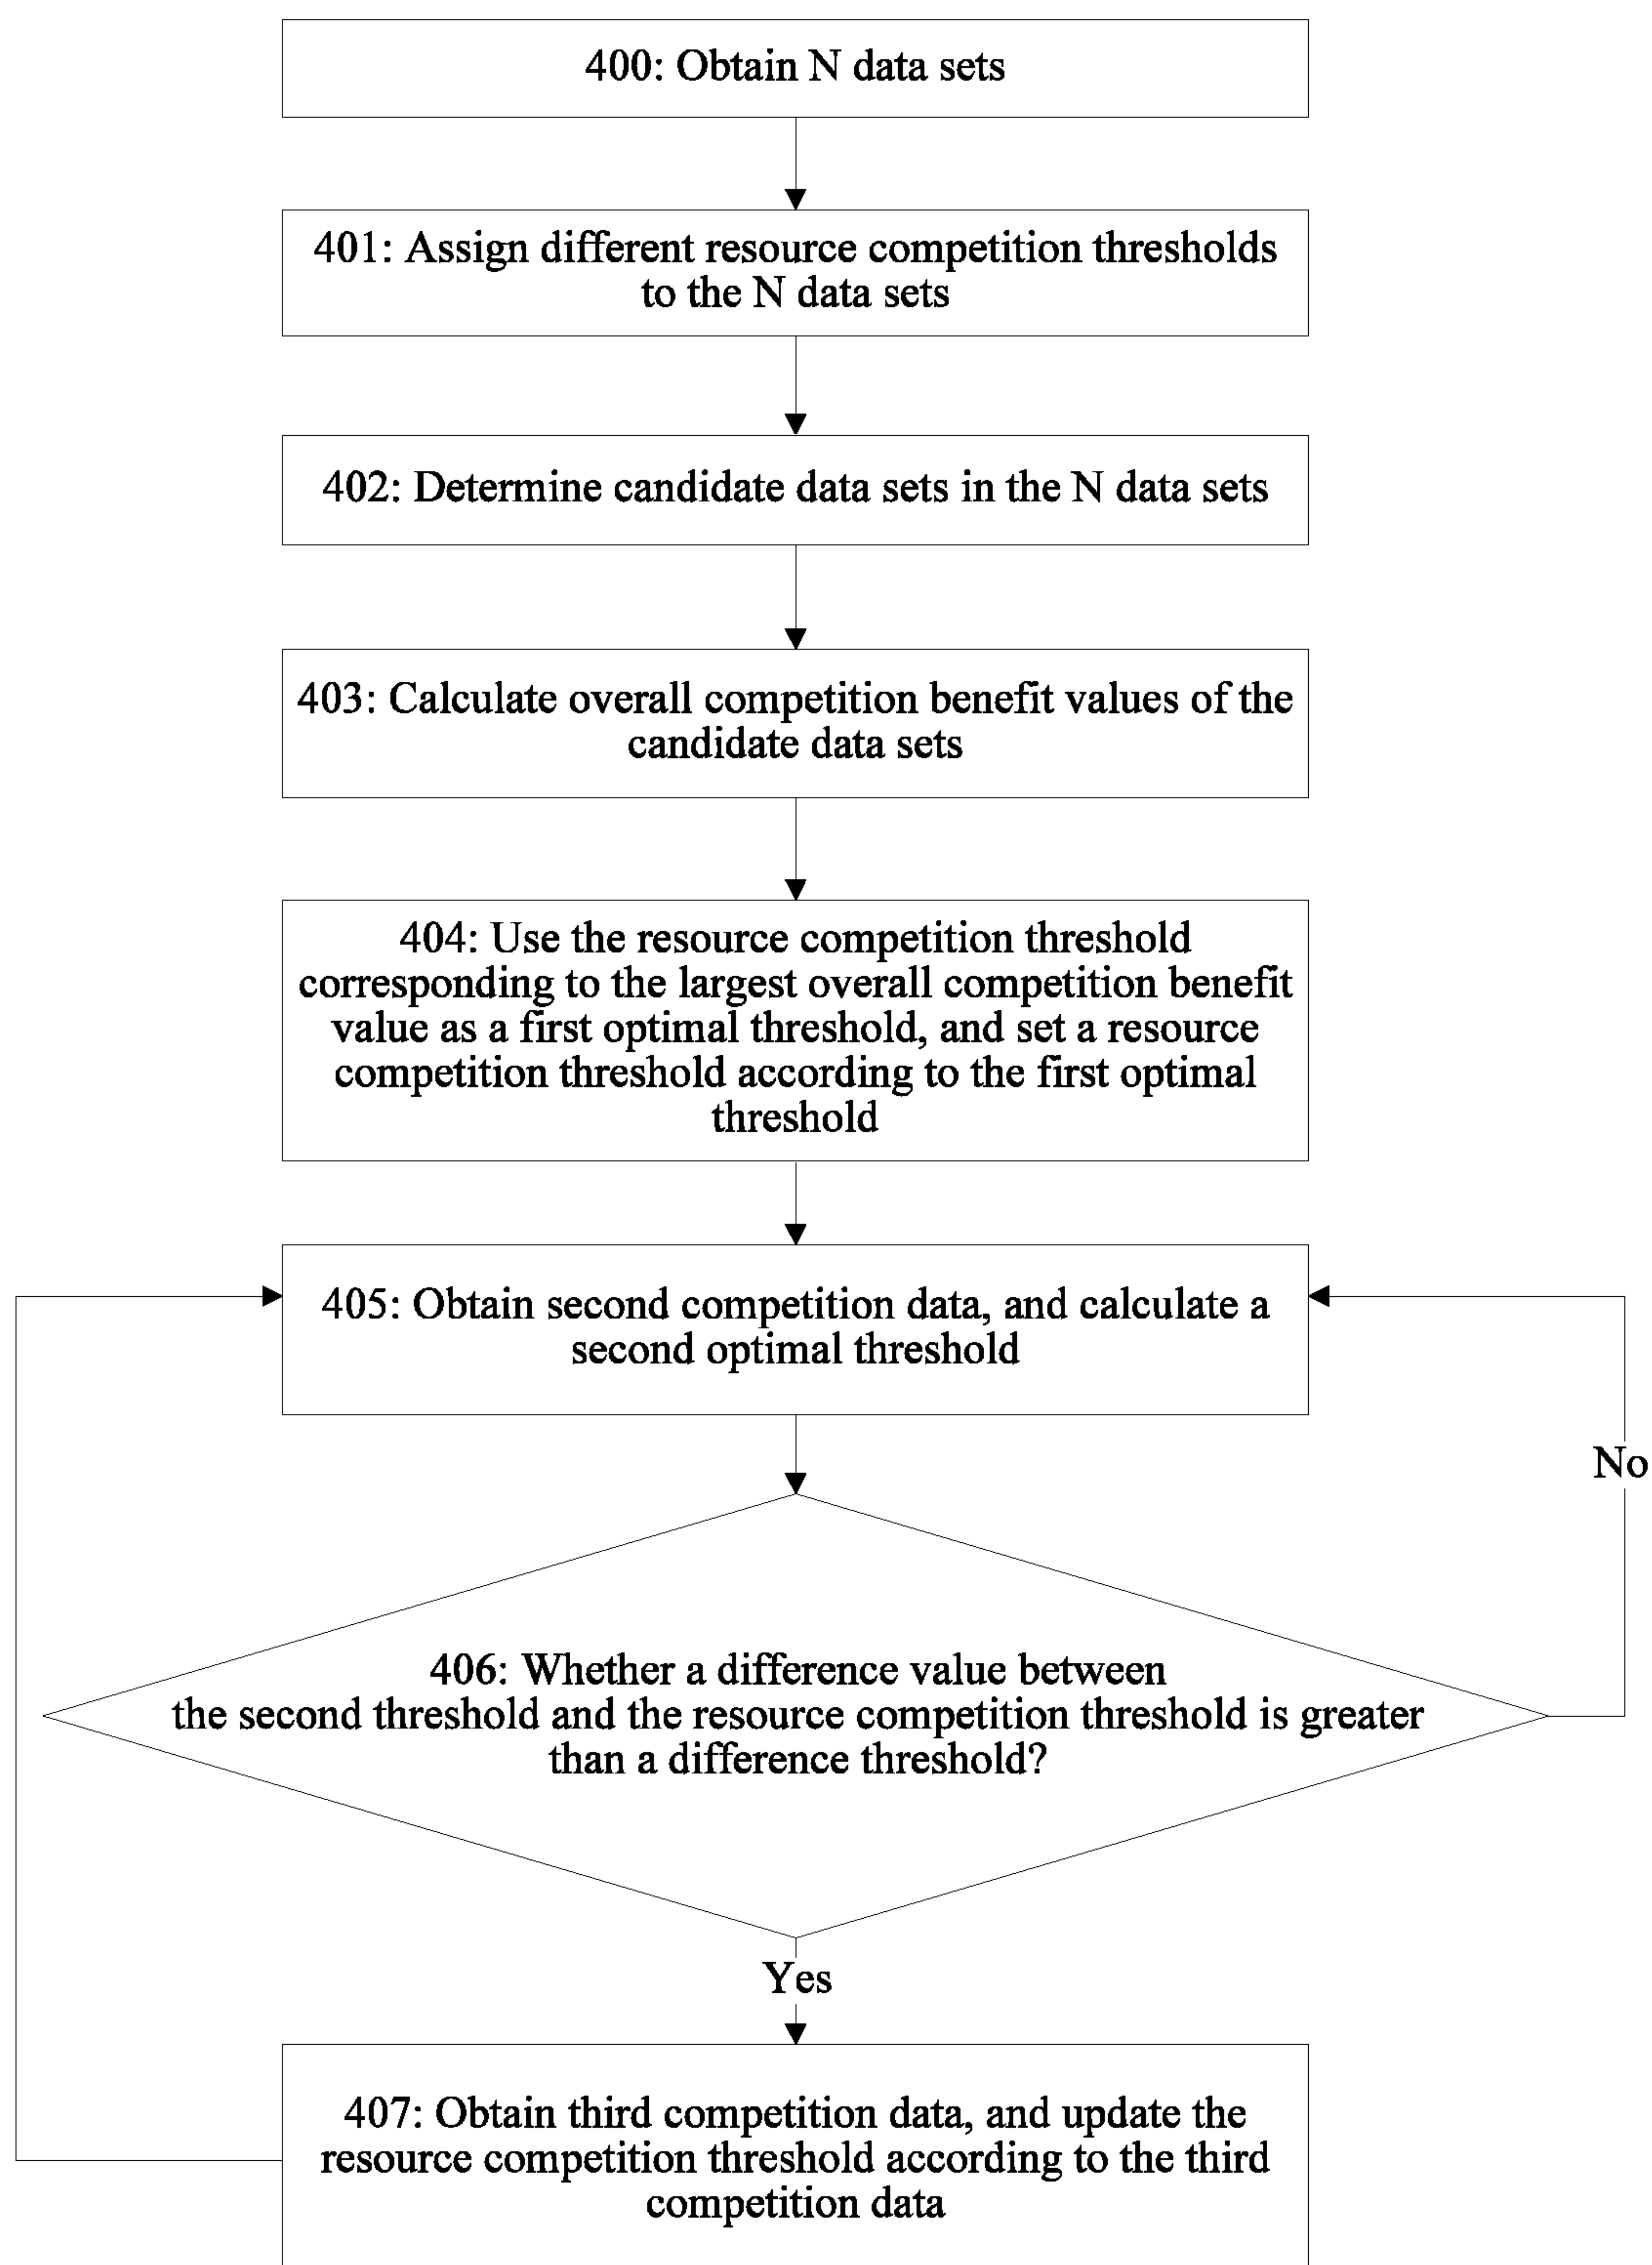 400: Obtain N data sets
401: Assign different resource competition thresholds
to the N data sets
402: Determine candidate data sets in the N data sets
403: Calculate overall competition benefit values of the
candidate data sets
404: Use the resource competition threshold
corresponding to the largest overall competition benefit
value as a first optimal threshold, and set a resource
competition threshold according to the first optimal
threshold
405: Obtain second competition data, and calculate a
second optimal threshold
No
406: Whether a difference value between
the second threshold and the resource competition threshold is greater
than a difference threshold?
Yes
407: Obtain third competition data, and update the
resource competition threshold according to the third
competition data